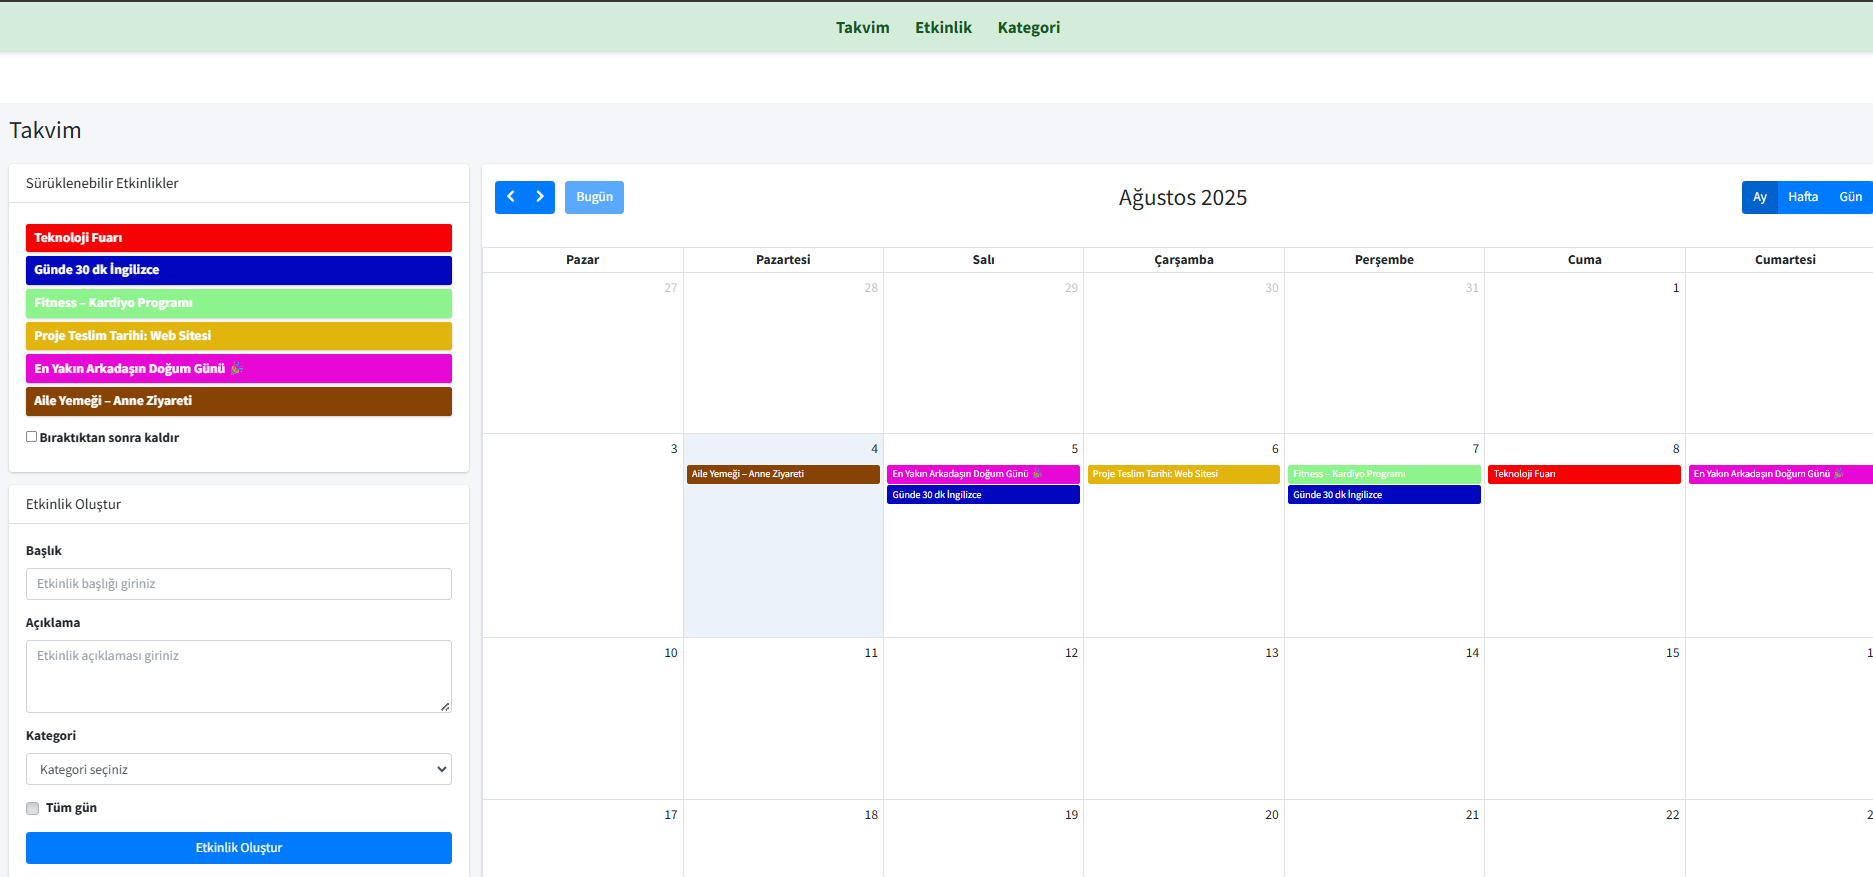 Takvim Etkinlik Kategori
Takvim
Sürüklenebilir Etkinlikler
Teknoloji Fuarı
Günde 30 dk İngilizce
Fitness – Kardiyo Programı
Proje Teslim Tarihi: Web Sitesi
En Yakın Arkadaşın Doğum Günü 🎉
Aile Yemeği – Anne Ziyareti
Bıraktıktan sonra kaldır
Etkinlik Oluştur
Başlık
Etkinlik başlığı giriniz
Açıklama
Etkinlik açıklaması giriniz
Kategori
Kategori seçiniz
Tüm gün
Etkinlik Oluştur
Bugün
Ağustos 2025
Ay Hafta Gün
Pazar Pazartesi Salı Çarşamba Perşembe Cuma Cumartesi
27 28 29 30 31 1
3 4 5 6 7 8
Aile Yemeği – Anne Ziyareti En Yakın Arkadaşın Doğum Günü 🎉 Proje Teslim Tarihi: Web Sitesi Fitness – Kardiyo Programı Teknoloji Fuarı En Yakın Arkadaşın Doğum Günü 🎉
Günde 30 dk İngilizce Günde 30 dk İngilizce
10 11 12 13 14 15
17 18 19 20 21 22